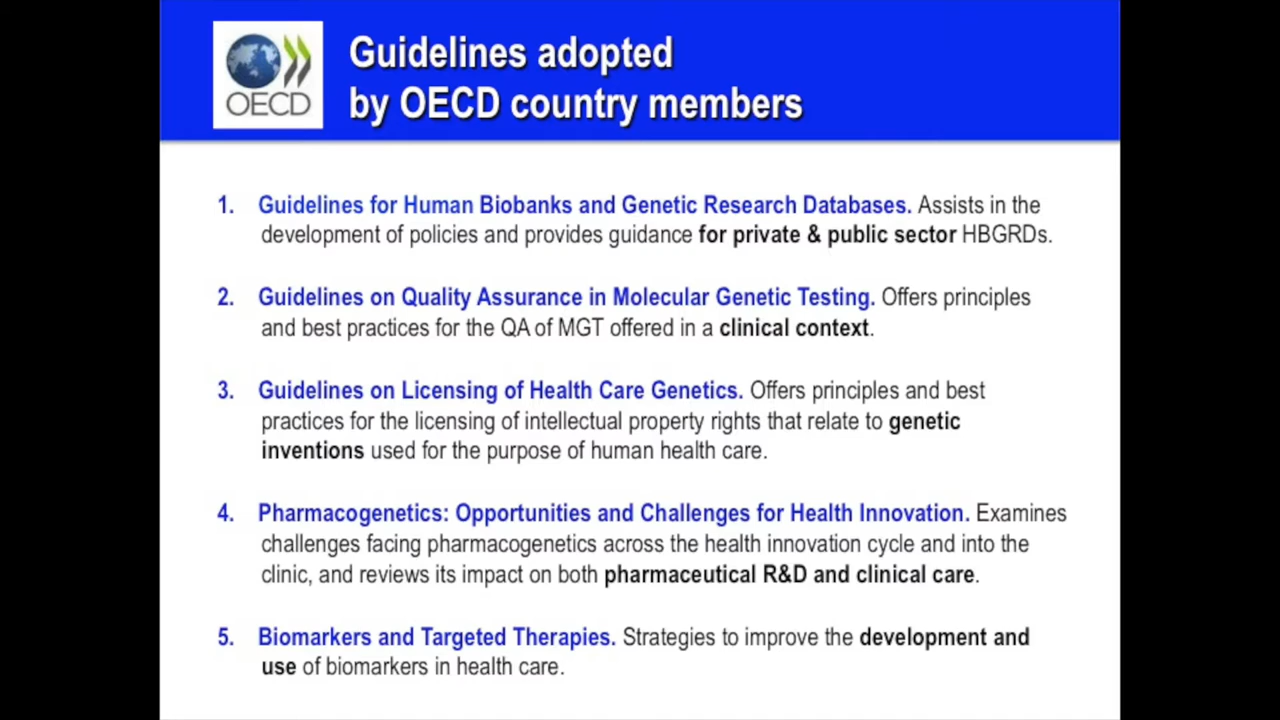 OECD
Guidelines adopted
by OECD country members
1. Guidelines for Human Biobanks and Genetic Research Databases. Assists in the
development of policies and provides guidance for private & public sector HBGRDs.
2. Guidelines on Quality Assurance in Molecular Genetic Testing. Offers principles
and best practices for the QA of MGT offered in a clinical context.
3. Guidelines on Licensing of Health Care Genetics. Offers principles and best
practices for the licensing of intellectual property rights that relate to genetic
inventions used for the purpose of human health care.
4. Pharmacogenetics: Opportunities and Challenges for Health Innovation. Examines
challenges facing pharmacogenetics across the health innovation cycle and into the
clinic, and reviews its impact on both pharmaceutical R&D and clinical care.
5. Biomarkers and Targeted Therapies. Strategies to improve the development and
use of biomarkers in health care.